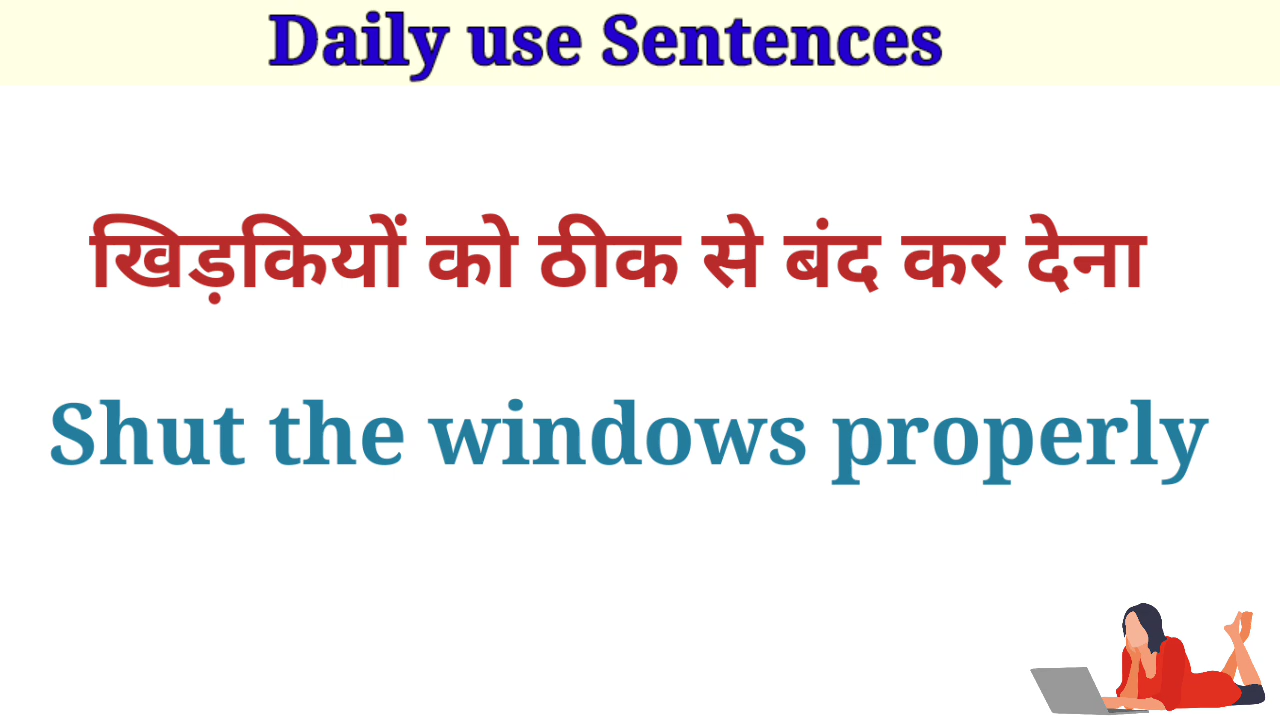 Daily use Sentences
खिड़कियों को ठीक से बंद कर देना
Shut the windows properly